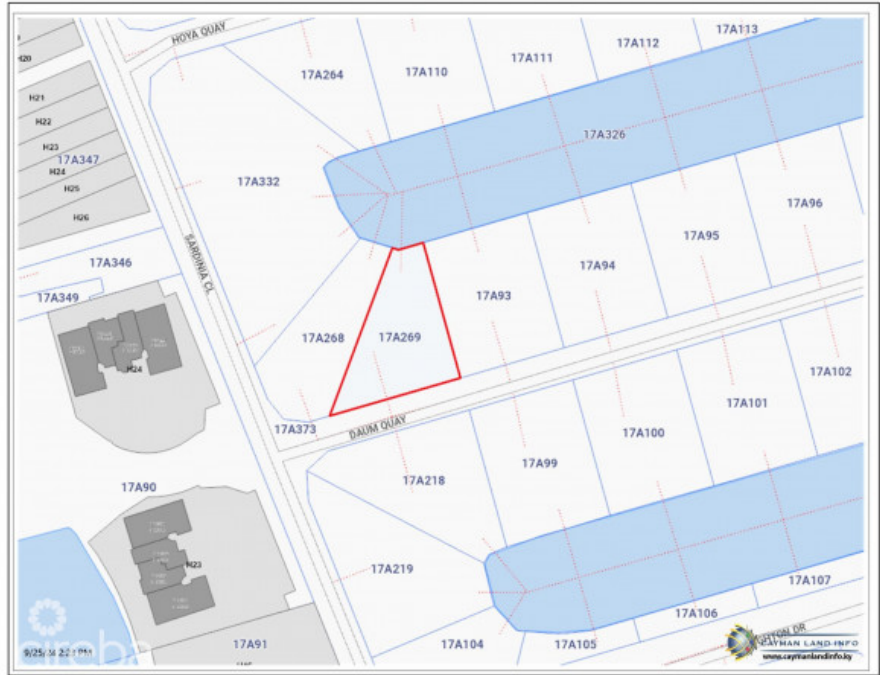 HOYA QUAY
17A264
17A110
17A111
17A112
17A113
H20
H21
H22
H23
17A347
H24
H25
H26
17A332
17A326
SARDINIA CL
17A346
17A349
17A96
17A95
17A94
17A93
17A268
17A269
H24
17A373
DAUM QUAY
17A102
17A101
17A100
17A99
17A218
17A90
H23
17A219
17A107
17A106
17A105
17A104
17A91
cireba
CAYMAN LAND INFO
www.caymanlandinfo.ky